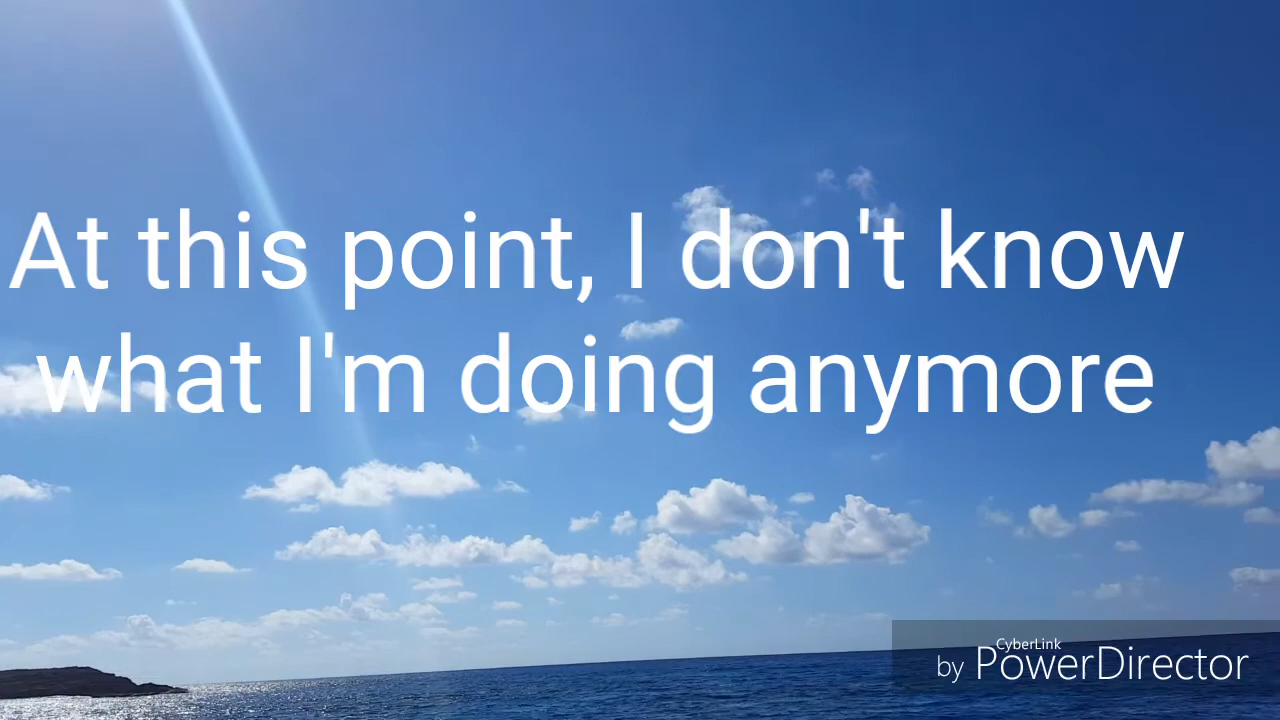 At this point, I don't know
what I'm doing anymore
CyberLink
by PowerDirector